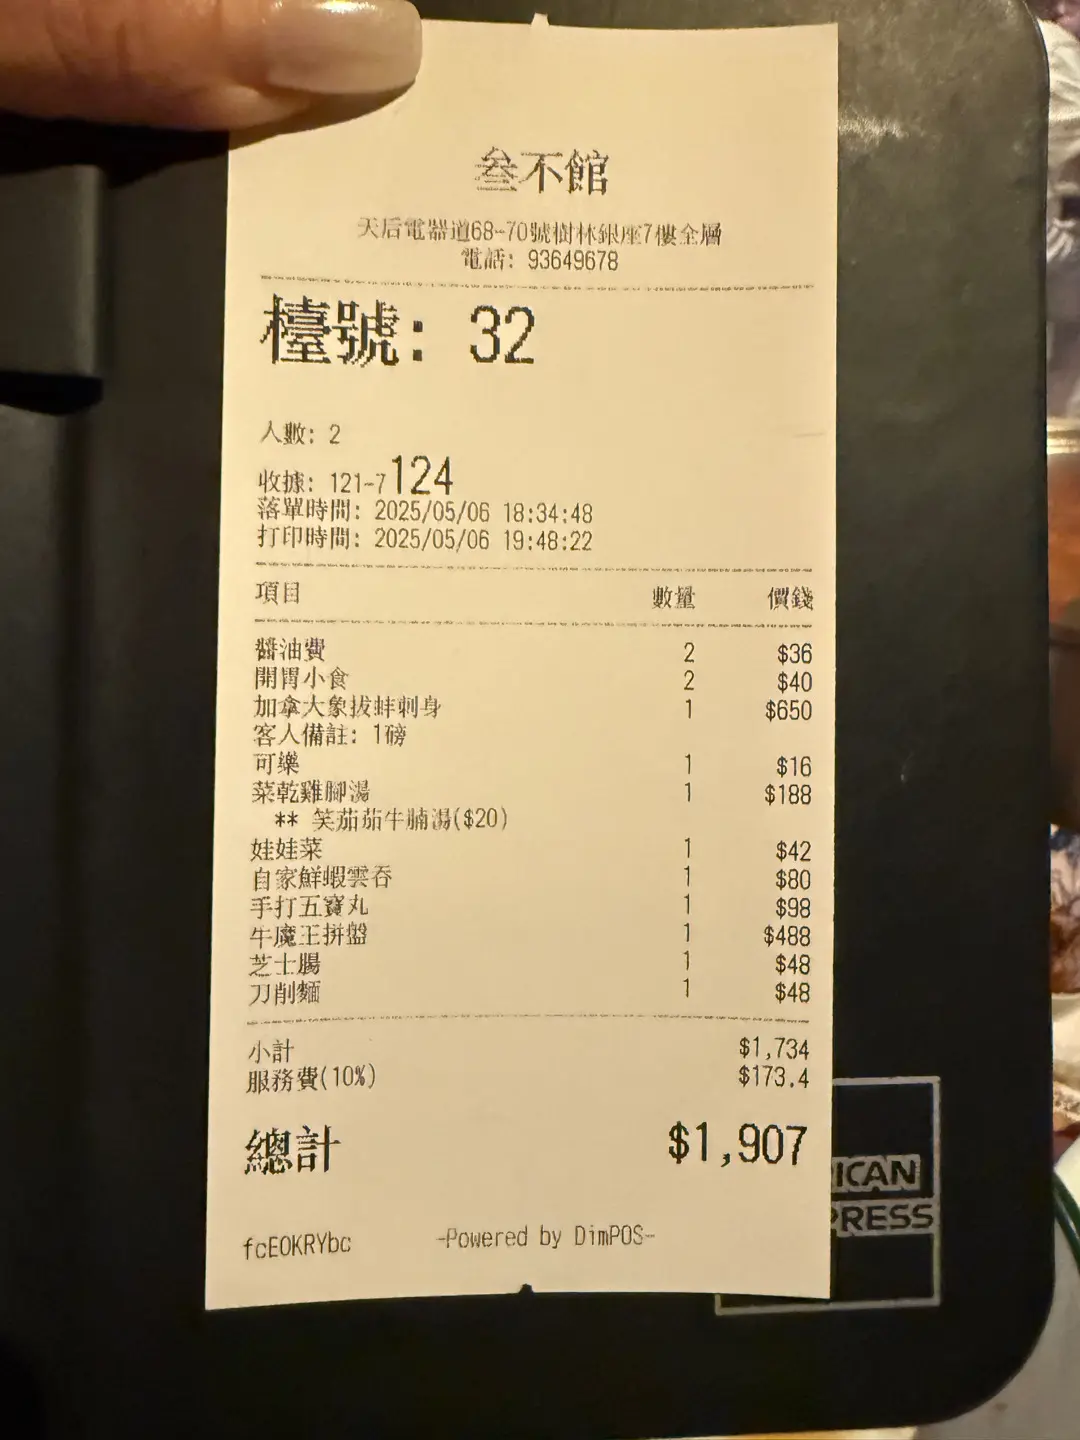 叁不館
天后電器道68-70號樹林銀座7樓全層
電話: 93649678
檯號: 32
人數: 2
收據: 121-7124
落單時間: 2025/05/06 18:34:48
打印時間: 2025/05/06 19:48:22
項目 數量 價錢
醬油費 2 $36
開胃小食 2 $40
加拿大象拔蚌刺身 1 $650
客人備註: 1磅
可樂 1 $16
菜乾雞腳湯 1 $188
** 笑茄茄牛腩湯($20)
娃娃菜 1 $42
自家鮮蝦雲吞 1 $80
手打五寶丸 1 $98
牛魔王拼盤 1 $488
芝士腸 1 $48
刀削麵 1 $48
小計 $1,734
服務費(10%) $173.4
總計 $1,907
fcEOKRYbc -Powered by DimPOS-
RICAN
PRESS